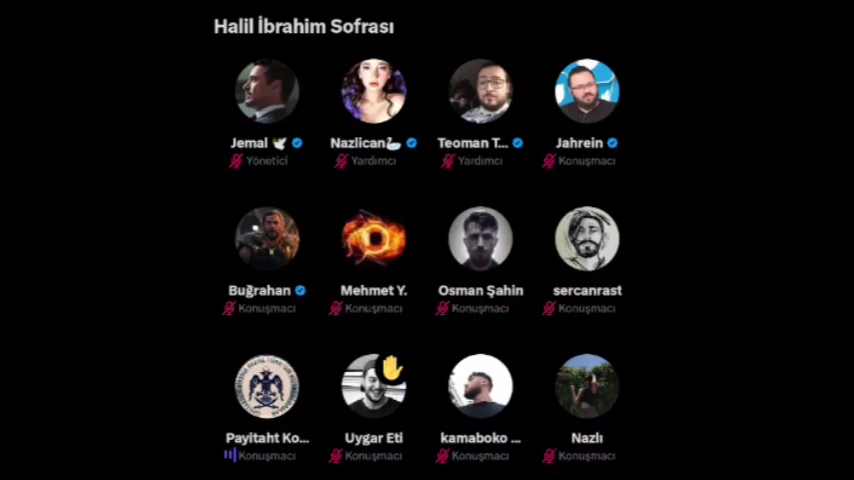 Halil İbrahim Sofrası
Jemal Nazlican Teoman T... Jahrein
Yönetici Yardımcı Yardımcı Konuşmacı
Buğrahan Mehmet Y. Osman Şahin sercanrast
Konuşmacı Konuşmacı Konuşmacı Konuşmacı
Payitaht Ko... Uygar Eti kamaboko ... Nazlı
Konuşmacı Konuşmacı Konuşmacı Konuşmacı